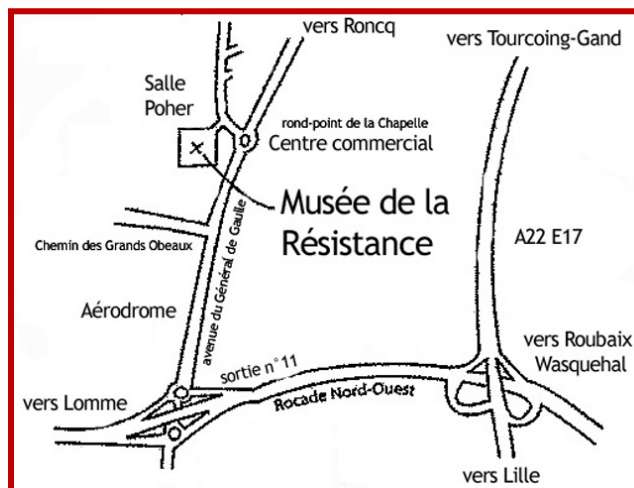 vers Roncq
vers Tourcoing-Gand
Salle
Poher
rond-point de la Chapelle
Centre commercial
Musée de la
Résistance
Chemin des Grands Obeaux
avenue du Général de Gaulle
A22 E17
Aérodrome
sortie n°11
Rocade Nord-Ouest
vers Roubaix
Wasquehal
vers Lomme
vers Lille